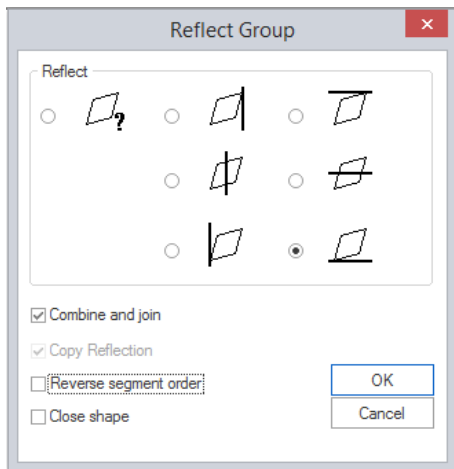 Reflect Group
Reflect
?
Combine and join
Copy Reflection
Reverse segment order
OK
Close shape
Cancel